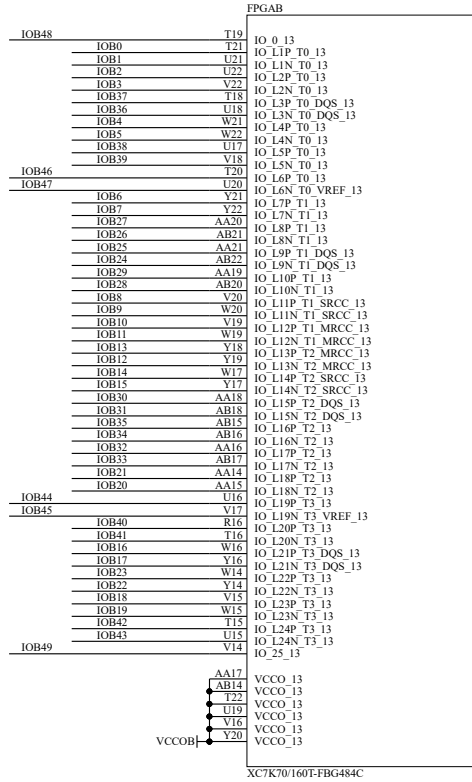 FPGAB
IOB48 T19 IO_0_13
IOB0 T21 IO_L1P_T0_13
IOB1 U21 IO_L1N_T0_13
IOB2 U22 IO_L2P_T0_13
IOB3 V22 IO_L2N_T0_13
IOB37 T18 IO_L3P_T0_DQS_13
IOB36 U18 IO_L3N_T0_DQS_13
IOB4 W21 IO_L4P_T0_13
IOB5 W22 IO_L4N_T0_13
IOB38 U17 IO_L5P_T0_13
IOB39 V18 IO_L5N_T0_13
IOB46 T20 IO_L6P_T0_13
IOB47 U20 IO_L6N_T0_VREF_13
IOB6 Y21 IO_L7P_T1_13
IOB7 Y22 IO_L7N_T1_13
IOB27 AA20 IO_L8P_T1_13
IOB26 AB21 IO_L8N_T1_13
IOB25 AA21 IO_L9P_T1_DQS_13
IOB24 AB22 IO_L9N_T1_DQS_13
IOB29 AA19 IO_L10P_T1_13
IOB28 AB20 IO_L10N_T1_13
IOB8 V20 IO_L11P_T1_SRCC_13
IOB9 W20 IO_L11N_T1_SRCC_13
IOB10 V19 IO_L12P_T1_MRCC_13
IOB11 W19 IO_L12N_T1_MRCC_13
IOB13 Y18 IO_L13P_T2_MRCC_13
IOB12 Y19 IO_L13N_T2_MRCC_13
IOB14 W17 IO_L14P_T2_SRCC_13
IOB15 Y17 IO_L14N_T2_SRCC_13
IOB30 AA18 IO_L15P_T2_DQS_13
IOB31 AB18 IO_L15N_T2_DQS_13
IOB35 AB15 IO_L16P_T2_13
IOB34 AB16 IO_L16N_T2_13
IOB32 AA16 IO_L17P_T2_13
IOB33 AB17 IO_L17N_T2_13
IOB21 AA14 IO_L18P_T2_13
IOB20 AA15 IO_L18N_T2_13
IOB44 U16 IO_L19P_T3_13
IOB45 V17 IO_L19N_T3_VREF_13
IOB40 R16 IO_L20P_T3_13
IOB41 T16 IO_L20N_T3_13
IOB16 W16 IO_L21P_T3_DQS_13
IOB17 Y16 IO_L21N_T3_DQS_13
IOB23 W14 IO_L22P_T3_13
IOB22 Y14 IO_L22N_T3_13
IOB18 V15 IO_L23P_T3_13
IOB19 W15 IO_L23N_T3_13
IOB42 T15 IO_L24P_T3_13
IOB43 U15 IO_L24N_T3_13
IOB49 V14 IO_25_13
AA17 VCCO_13
AB14 VCCO_13
T22 VCCO_13
U19 VCCO_13
V16 VCCO_13
VCCOB Y20 VCCO_13
XC7K70/160T-FBG484C